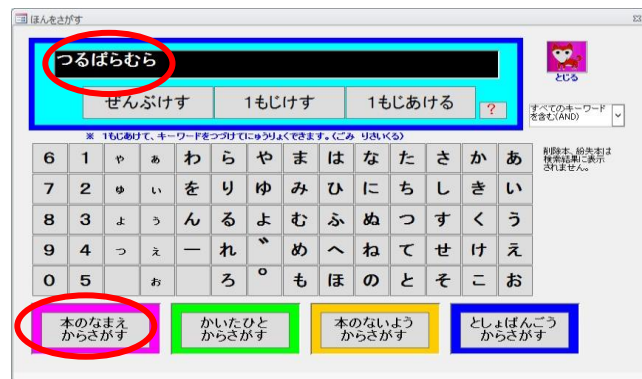 ほんをさがす
つるばらむら
とじる
ぜんぶけす 1もじけす 1もじあける ?
すべてのキーワード
を含む(AND)
※ 1もじあけて、キーワードをつづけてにゅうりょくできます。(ごみ りさいくる)
削除本、紛失本は
検索結果に表示
されません。
6 1 ゃ ぁ わ ら や ま は な た さ か あ
7 2 ゅ ぃ を り ゆ み ひ に ち し き い
8 3 ょ ぅ ん る よ む ふ ぬ つ す く う
9 4 っ ぇ ー れ ゛ め へ ね て せ け え
0 5 ぉ ろ ゜ も ほ の と そ こ お
本のなまえ
からさがす
かいたひと
からさがす
本のないよう
からさがす
としょばんごう
からさがす